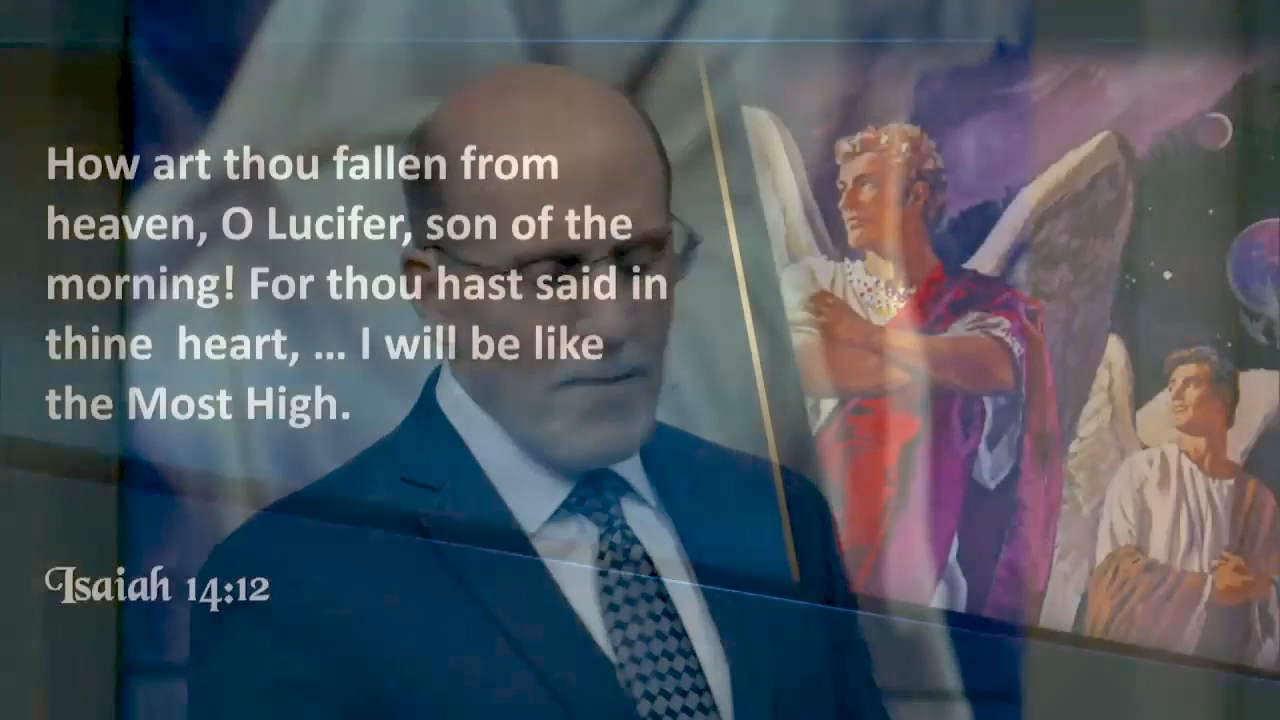 How art thou fallen from
heaven, O Lucifer, son of the
morning! For thou hast said in
thine heart, ... I will be like
the Most High.
Isaiah 14:12